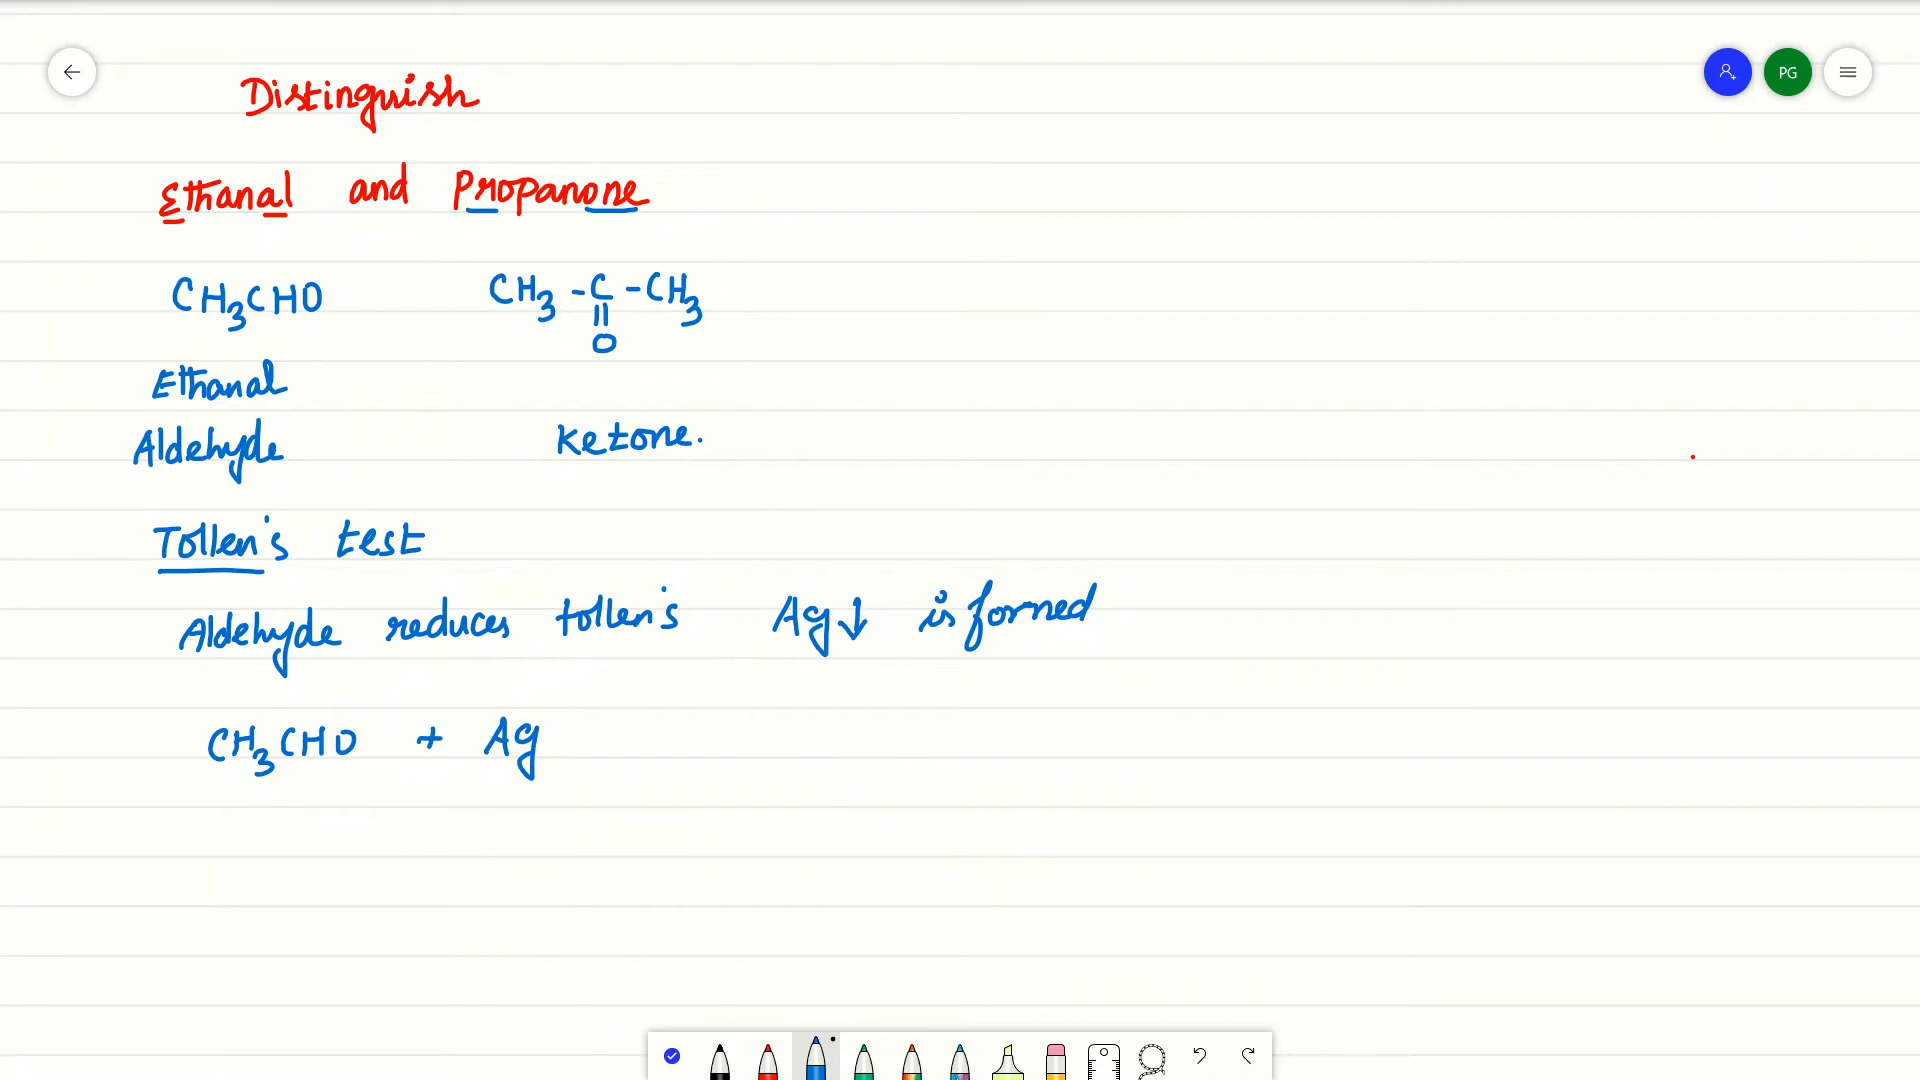 PG
Distinguish
Ethanal and Propanone
CH3CHO CH3-C-CH3
O
Ethanal
Aldehyde Ketone.
Tollen's test
Aldehyde reduces tollen's Ag↓ is formed
CH3CHO + Ag